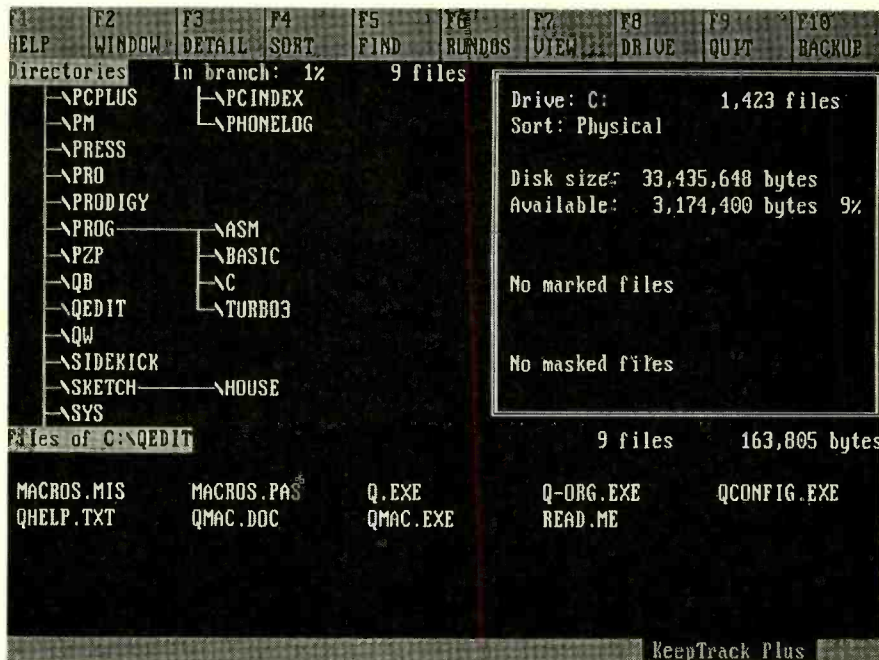 F1 F2 F3 F4 F5 F6 F7 F8 F9 F10
HELP WINDOW DETAIL SORT FIND RUNDOS VIEW DRIVE QUIT BACKUP
Directories In branch: 1% 9 files
\PCPLUS \PCINDEX
\PM \PHONELOG
\PRESS
\PRO
\PRODIGY
\PROG \ASM
\PZP \BASIC
\QB \C
\QEDIT \TURBO3
\QW
\SIDEKICK
\SKETCH \HOUSE
\SYS
Drive: C: 1,423 files
Sort: Physical
Disk size: 33,435,648 bytes
Available: 3,174,400 bytes 9%
No marked files
No masked files
Files of C:\QEDIT 9 files 163,805 bytes
MACROS.MIS MACROS.PAS Q.EXE Q-ORG.EXE QCONFIG.EXE
QHELP.TXT QMAC.DOC QMAC.EXE READ.ME
KeepTrack Plus